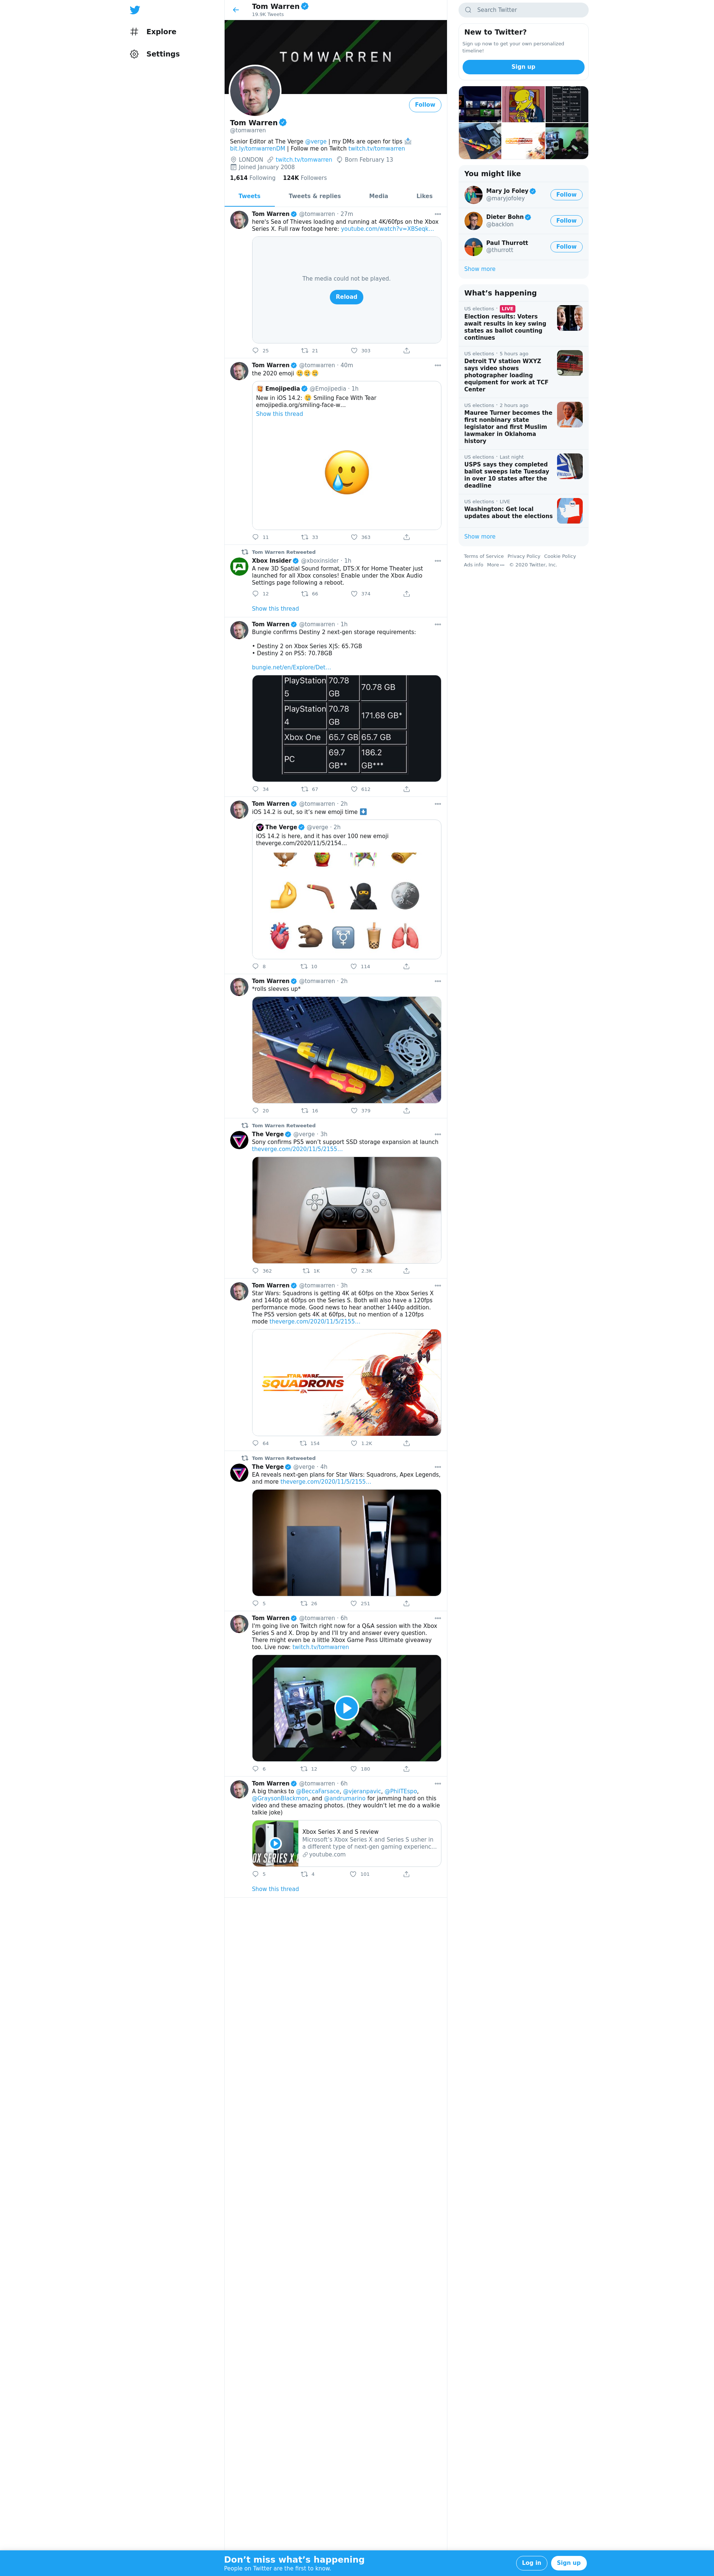 Explore
Settings
Tom Warren
19.9K Tweets
TOMWARREN
Follow
Tom Warren
@tomwarren
Senior Editor at The Verge @verge | my DMs are open for tips 📩
bit.ly/tomwarrenDM | Follow me on Twitch twitch.tv/tomwarren
LONDON twitch.tv/tomwarren Born February 13
Joined January 2008
1,614 Following 124K Followers
Tweets Tweets & replies Media Likes
Tom Warren @tomwarren · 27m
here's Sea of Thieves loading and running at 4K/60fps on the Xbox
Series X. Full raw footage here: youtube.com/watch?v=XBSeqk…
The media could not be played.
Reload
25 21 303
Tom Warren @tomwarren · 40m
the 2020 emoji 🥲🥲🥲
Emojipedia @Emojipedia · 1h
New in iOS 14.2: 🥲 Smiling Face With Tear
emojipedia.org/smiling-face-w…
Show this thread
11 33 363
Tom Warren Retweeted
Xbox Insider @xboxinsider · 1h
A new 3D Spatial Sound format, DTS:X for Home Theater just
launched for all Xbox consoles! Enable under the Xbox Audio
Settings page following a reboot.
12 66 374
Show this thread
Tom Warren @tomwarren · 1h
Bungie confirms Destiny 2 next-gen storage requirements:
• Destiny 2 on Xbox Series X|S: 65.7GB
• Destiny 2 on PS5: 70.78GB
bungie.net/en/Explore/Det…
PlayStation 5 70.78 GB 70.78 GB
PlayStation 4 70.78 GB 171.68 GB*
Xbox One 65.7 GB 65.7 GB
PC 69.7 GB** 186.2 GB***
34 67 612
Tom Warren @tomwarren · 2h
iOS 14.2 is out, so it's new emoji time ⬇️
The Verge @verge · 2h
iOS 14.2 is here, and it has over 100 new emoji
theverge.com/2020/11/5/2154…
8 10 114
Tom Warren @tomwarren · 2h
*rolls sleeves up*
20 16 379
Tom Warren Retweeted
The Verge @verge · 3h
Sony confirms PS5 won't support SSD storage expansion at launch
theverge.com/2020/11/5/2155…
362 1K 2.3K
Tom Warren @tomwarren · 3h
Star Wars: Squadrons is getting 4K at 60fps on the Xbox Series X
and 1440p at 60fps on the Series S. Both will also have a 120fps
performance mode. Good news to hear another 1440p addition.
The PS5 version gets 4K at 60fps, but no mention of a 120fps
mode theverge.com/2020/11/5/2155…
STAR WARS
SQUADRONS
64 154 1.2K
Tom Warren Retweeted
The Verge @verge · 4h
EA reveals next-gen plans for Star Wars: Squadrons, Apex Legends,
and more theverge.com/2020/11/5/2155…
5 26 251
Tom Warren @tomwarren · 6h
I'm going live on Twitch right now for a Q&A session with the Xbox
Series S and X. Drop by and I'll try and answer every question.
There might even be a little Xbox Game Pass Ultimate giveaway
too. Live now: twitch.tv/tomwarren
6 12 180
Tom Warren @tomwarren · 6h
A big thanks to @BeccaFarsace, @vjeranpavic, @PhilTEspo,
@GraysonBlackmon, and @andrumarino for jamming hard on this
video and these amazing photos. (they wouldn't let me do a walkie
talkie joke)
OX SERIES X
Xbox Series X and S review
Microsoft's Xbox Series X and Series S usher in
a different type of next-gen gaming experienc…
youtube.com
5 4 101
Show this thread
Search Twitter
New to Twitter?
Sign up now to get your own personalized
timeline!
Sign up
You might like
Mary Jo Foley
@maryjofoley
Follow
Dieter Bohn
@backlon
Follow
Paul Thurrott
@thurrott
Follow
Show more
What's happening
US elections · LIVE
Election results: Voters
await results in key swing
states as ballot counting
continues
US elections · 5 hours ago
Detroit TV station WXYZ
says video shows
photographer loading
equipment for work at TCF
Center
US elections · 2 hours ago
Mauree Turner becomes the
first nonbinary state
legislator and first Muslim
lawmaker in Oklahoma
history
US elections · Last night
USPS says they completed
ballot sweeps late Tuesday
in over 10 states after the
deadline
US elections · LIVE
Washington: Get local
updates about the elections
Show more
Terms of Service Privacy Policy Cookie Policy
Ads info More ··· © 2020 Twitter, Inc.
Don't miss what's happening
People on Twitter are the first to know.
Log in
Sign up